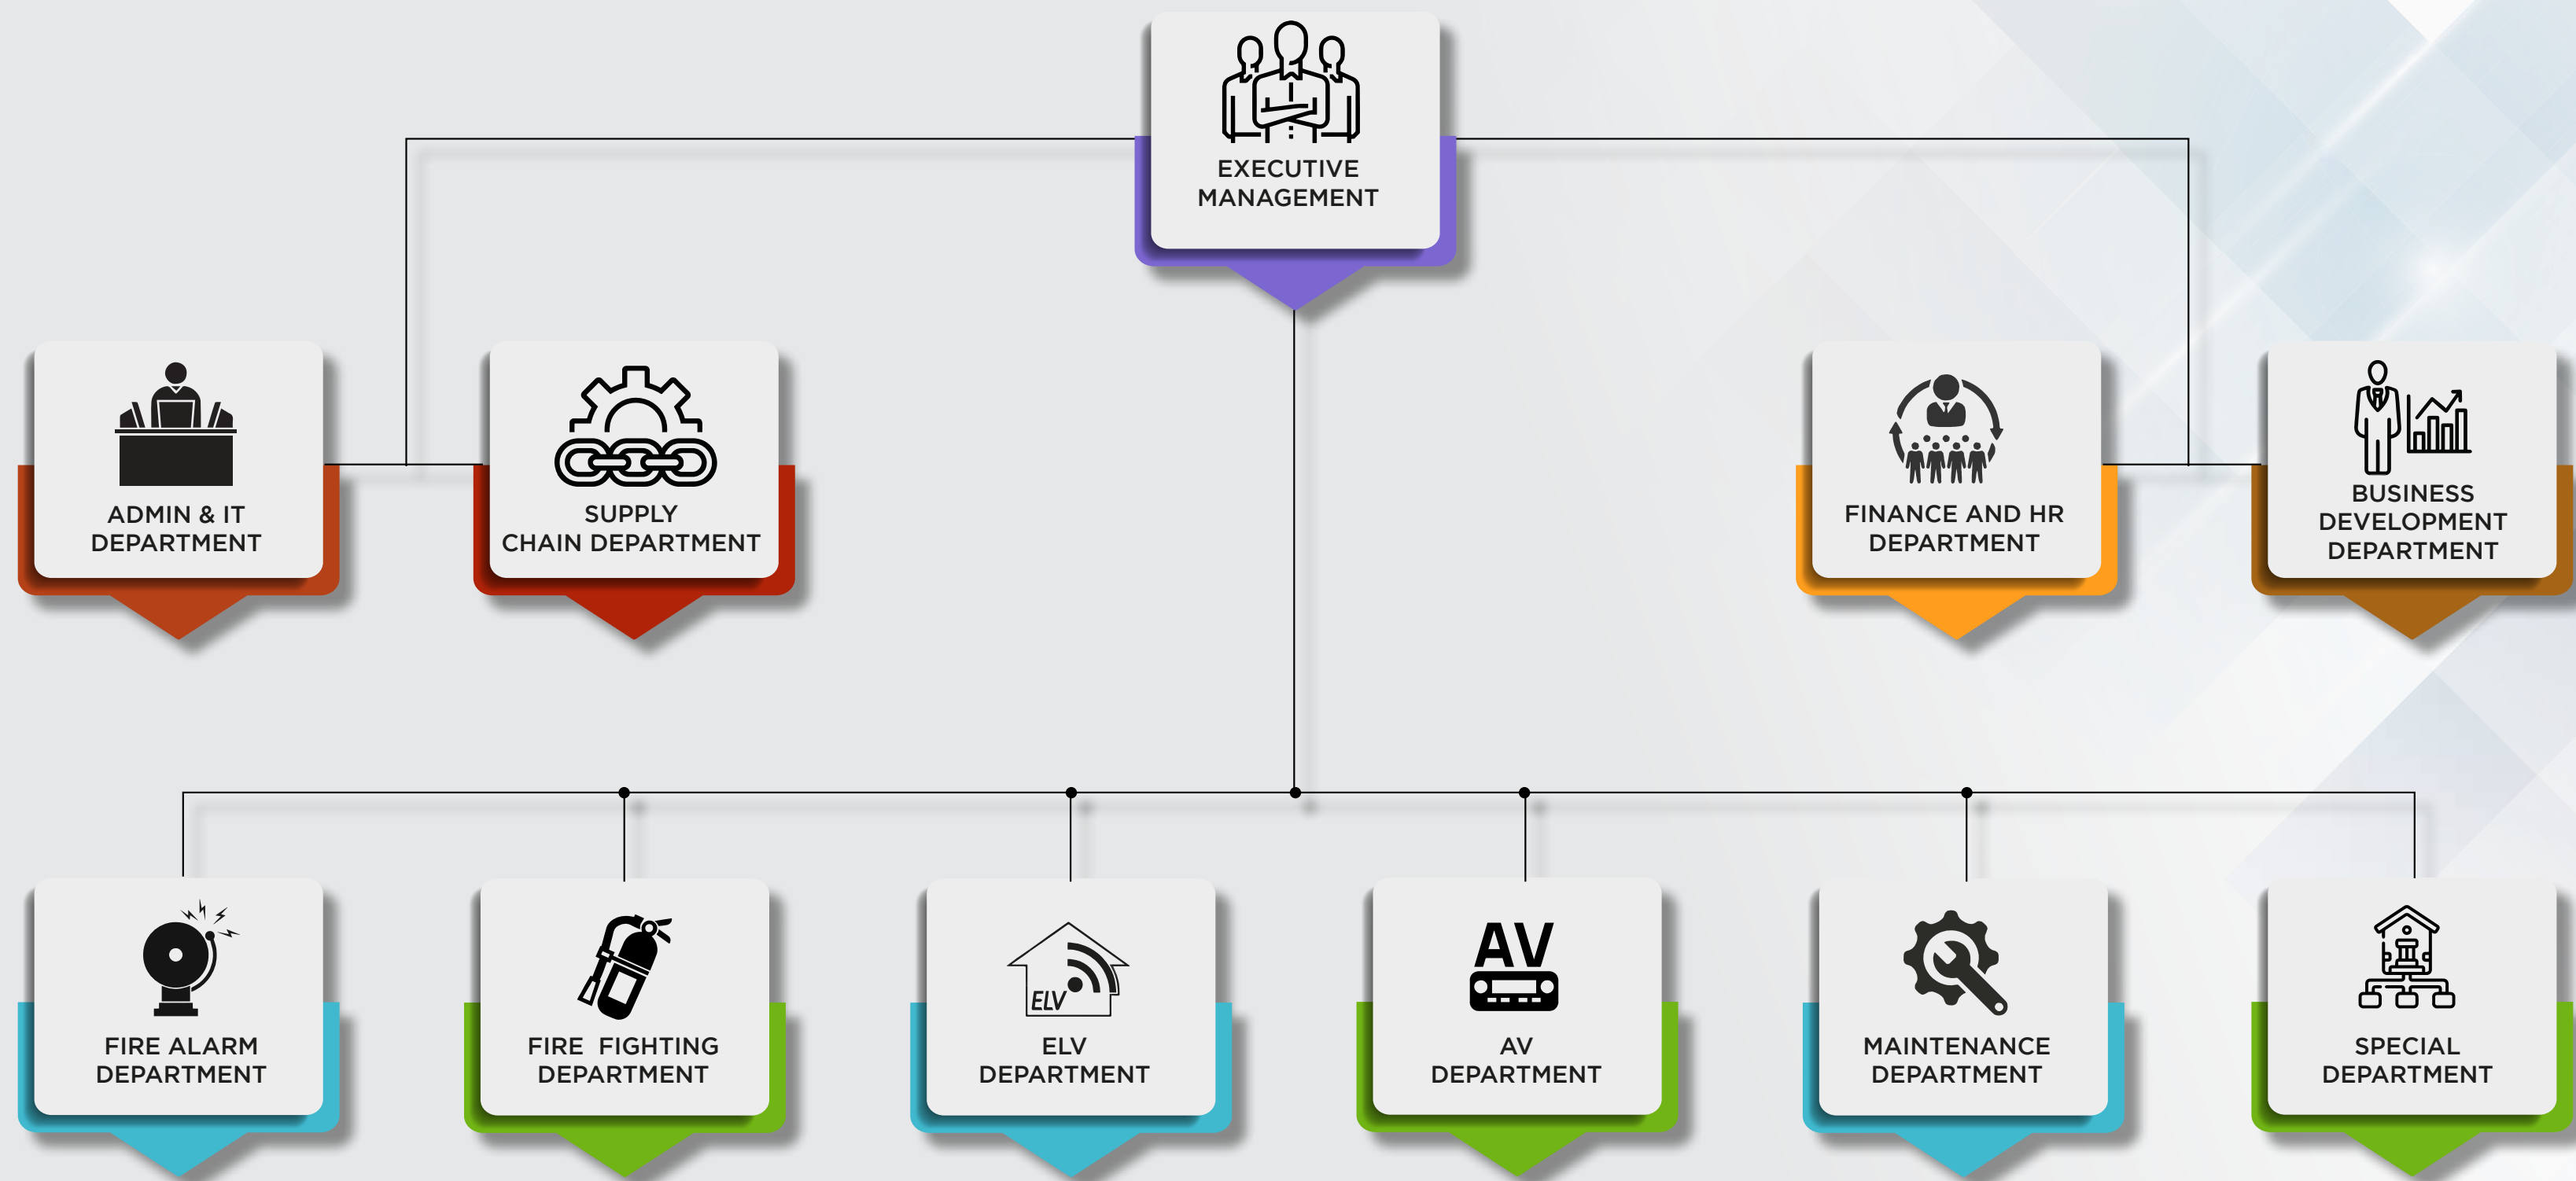 EXECUTIVE
MANAGEMENT
ADMIN & IT
DEPARTMENT
SUPPLY
CHAIN DEPARTMENT
FINANCE AND HR
DEPARTMENT
BUSINESS
DEVELOPMENT
DEPARTMENT
FIRE ALARM
DEPARTMENT
FIRE FIGHTING
DEPARTMENT
ELV
ELV
DEPARTMENT
AV
AV
DEPARTMENT
MAINTENANCE
DEPARTMENT
SPECIAL
DEPARTMENT